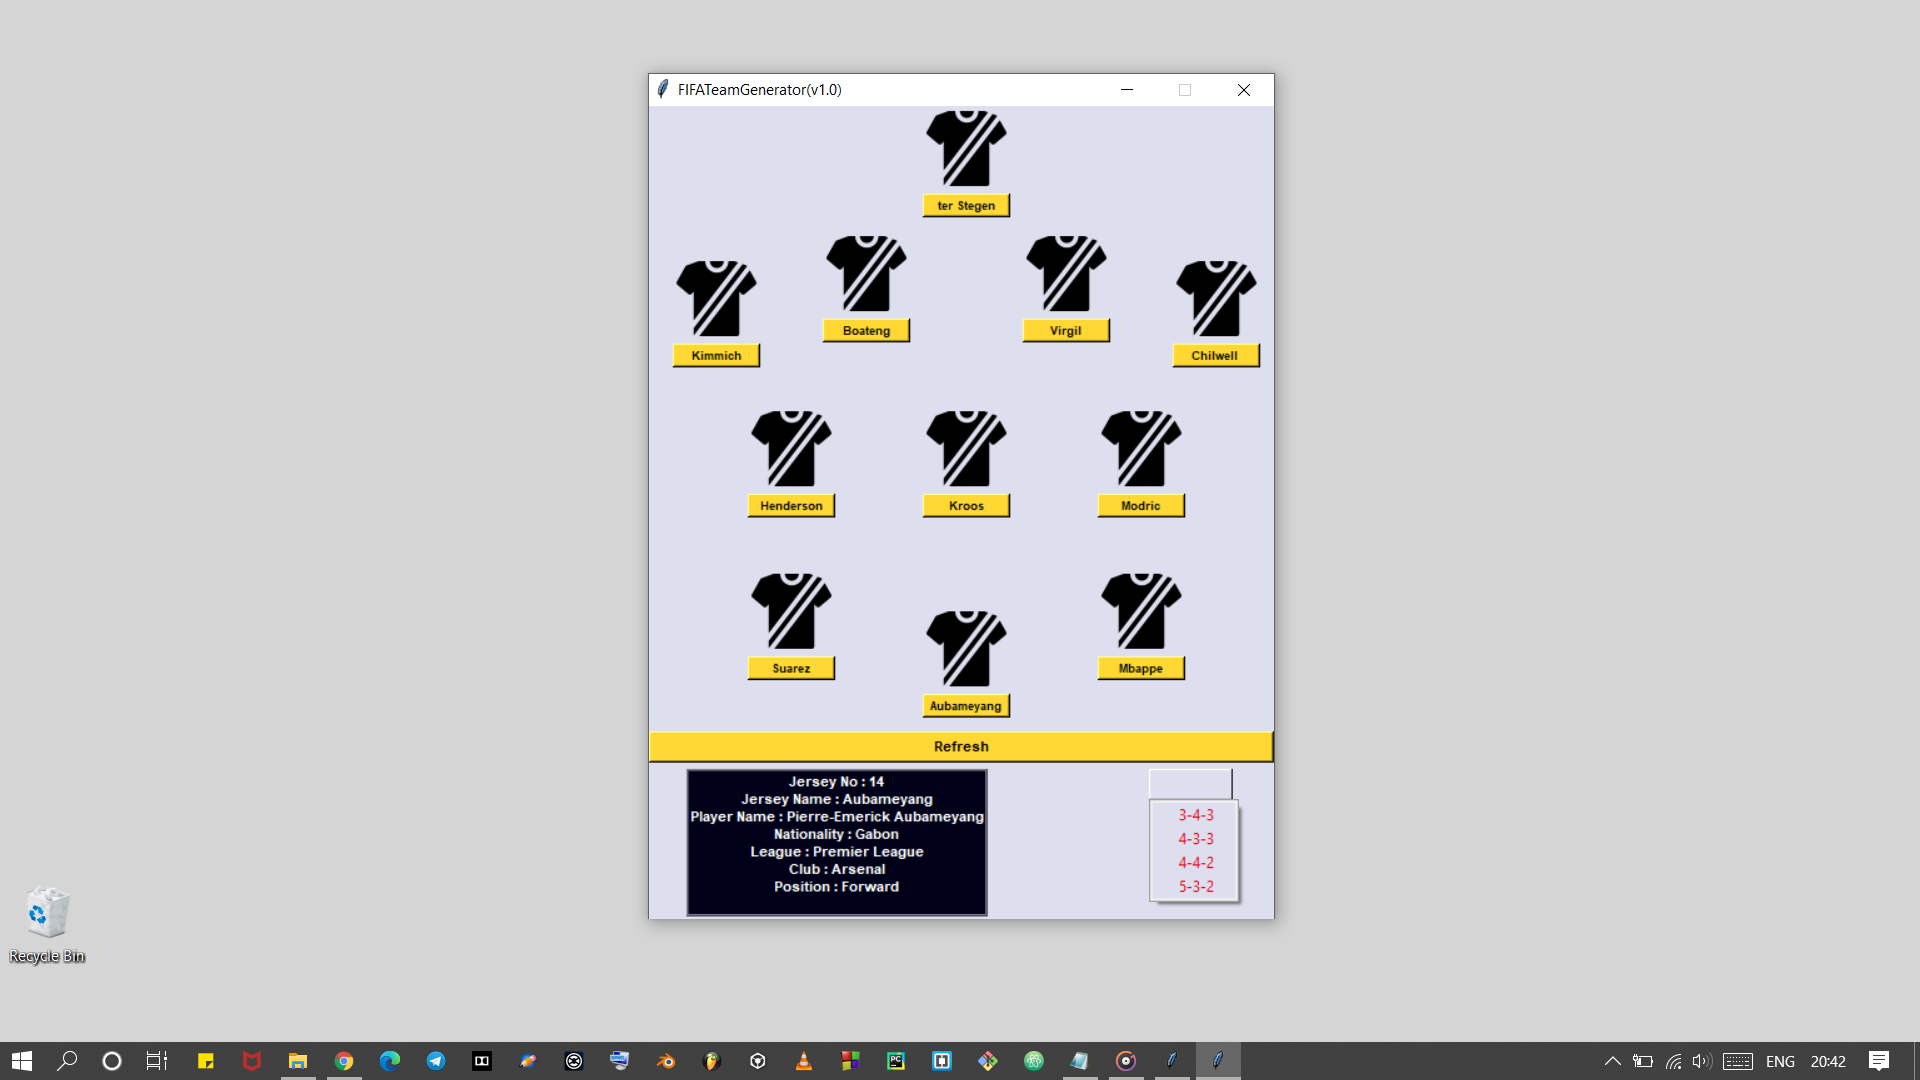 FIFATeamGenerator(v1.0)
ter Stegen
Boateng
Virgil
Kimmich
Chilwell
Henderson
Kroos
Modric
Suarez
Mbappe
Aubameyang
Refresh
Jersey No : 14
Jersey Name : Aubameyang
Player Name : Pierre-Emerick Aubameyang
Nationality : Gabon
League : Premier League
Club : Arsenal
Position : Forward
3-4-3
4-3-3
4-4-2
5-3-2
Recycle Bin
PC
ENG
20:42